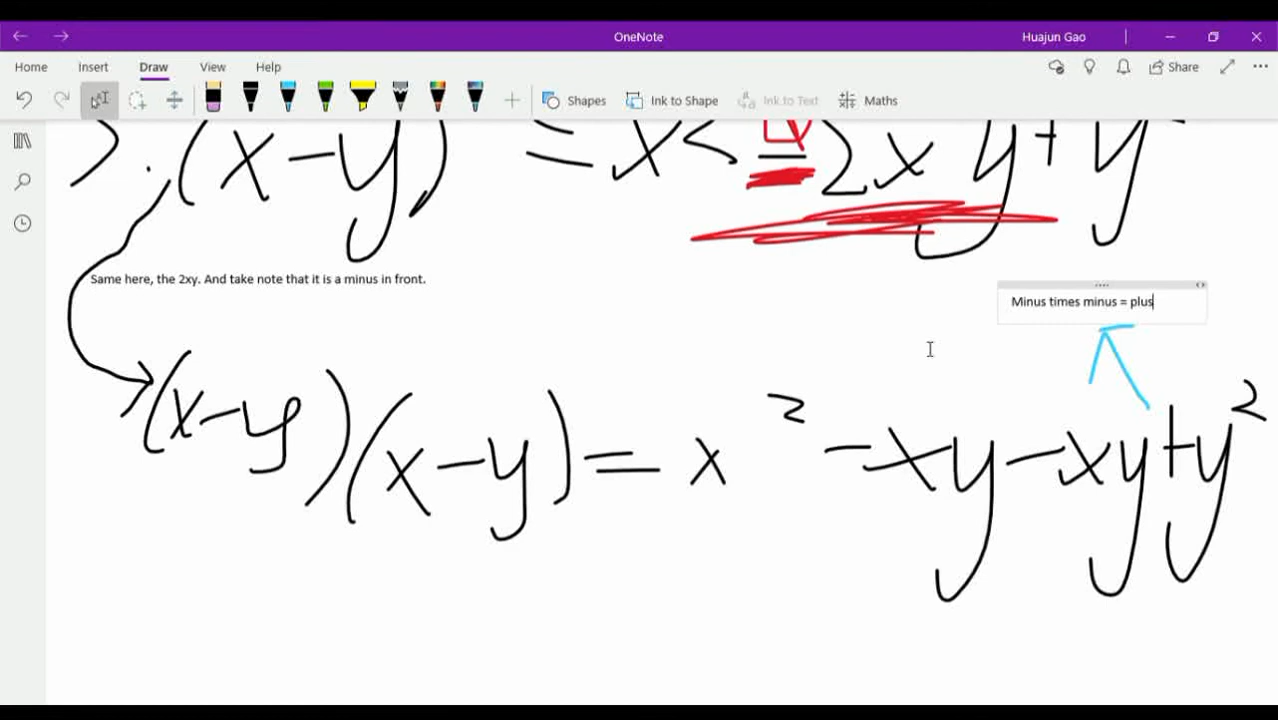 OneNote
Huajun Gao
Home Insert Draw View Help
Share
Shapes Ink to Shape Ink to Text Maths
3. (x-y) = x² - 2xy + y²
Same here, the 2xy. And take note that it is a minus in front.
Minus times minus = plus
(x-y)(x-y) = x² - xy - xy + y²